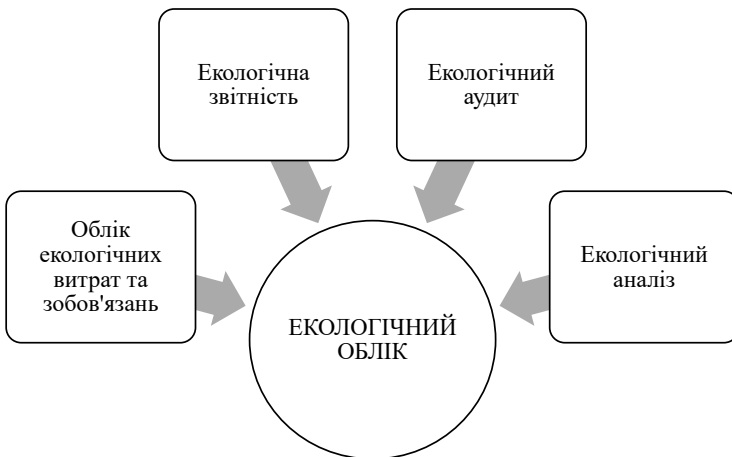 Екологічна
звітність
Екологічний
аудит
Облік
екологічних
витрат та
зобов'язань
Екологічний
аналіз
ЕКОЛОГІЧНИЙ
ОБЛІК